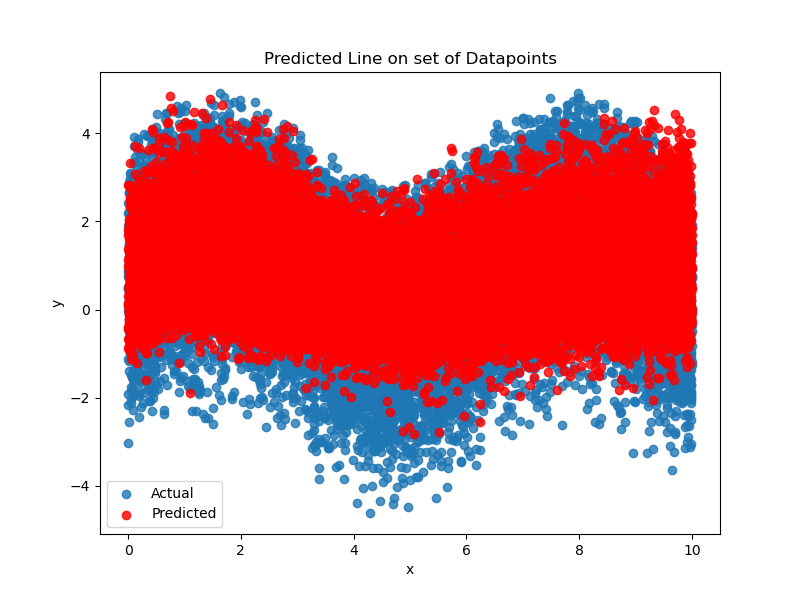 Predicted Line on set of Datapoints
y
4
2
0
−2
−4
Actual
Predicted
0 2 4 6 8 10
x